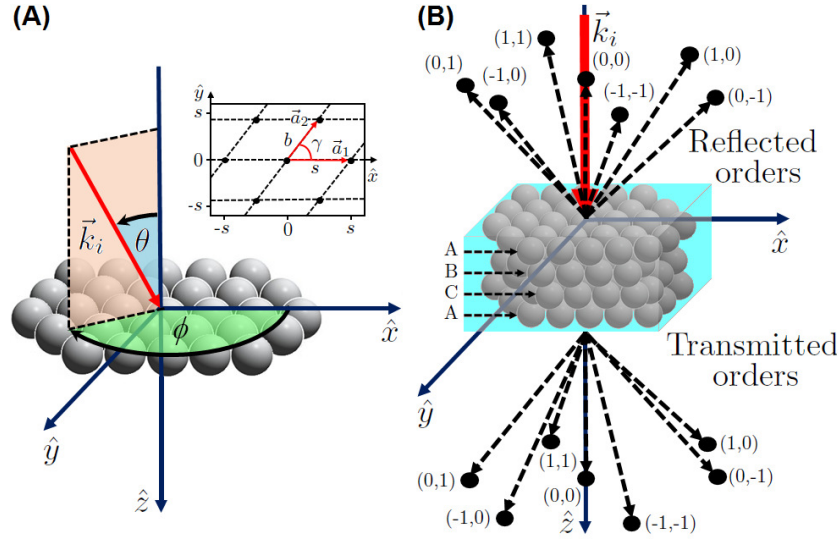 (A)
ŷ
s
0
-s
-s
0
s
x̂
a⃗₂
b
γ
a⃗₁
s
k⃗ᵢ
θ
ϕ
x̂
ŷ
ẑ
(B)
k⃗ᵢ
(1,1)
(0,0)
(1,0)
(0,1)
(-1,0)
(-1,-1)
(0,-1)
Reflected
orders
A
B
C
A
x̂
ŷ
Transmitted
orders
(1,0)
(1,1)
(0,1)
(0,-1)
(0,0)
(-1,0)
ẑ
(-1,-1)